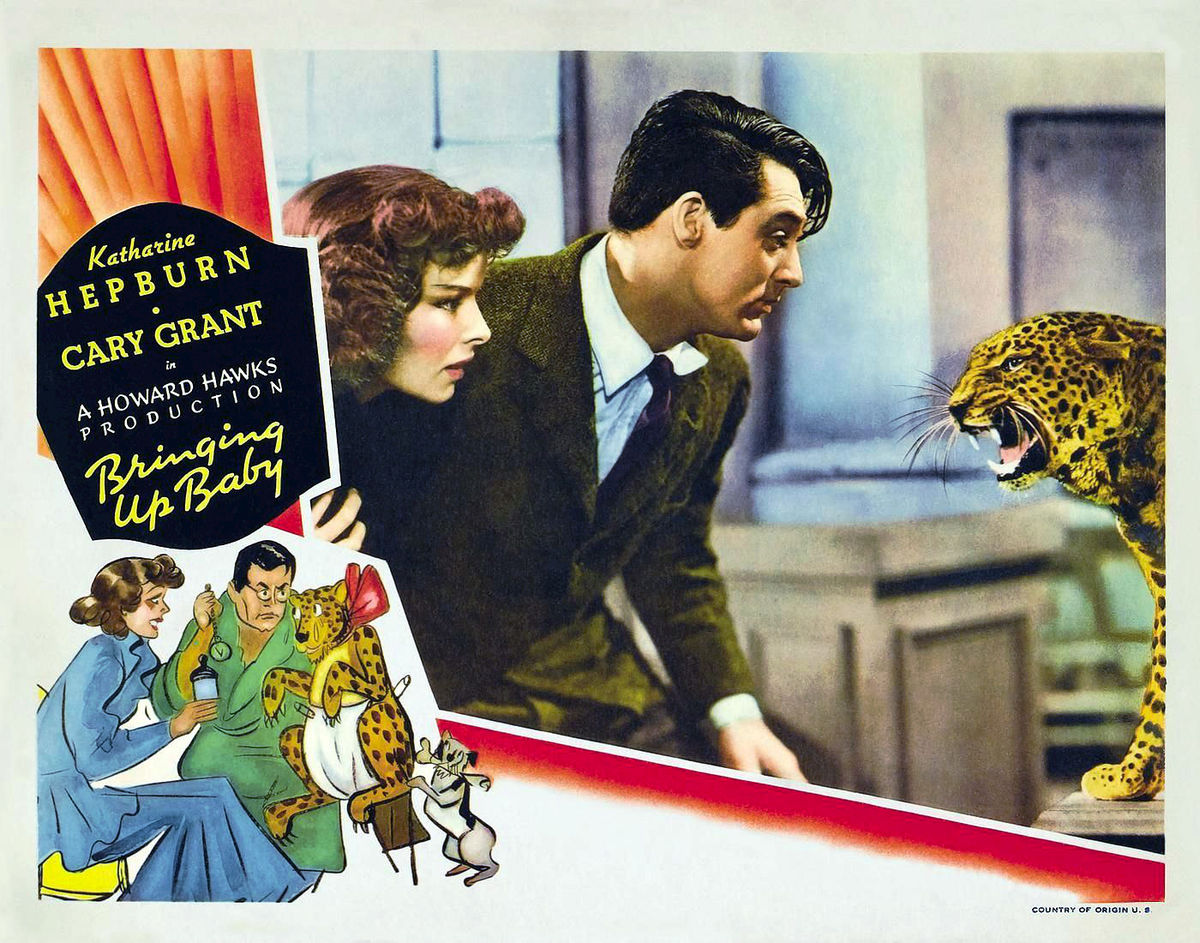 Katharine
HEPBURN
•
CARY GRANT
in
A HOWARD HAWKS
PRODUCTION
Bringing
Up Baby
COUNTRY OF ORIGIN U. S.